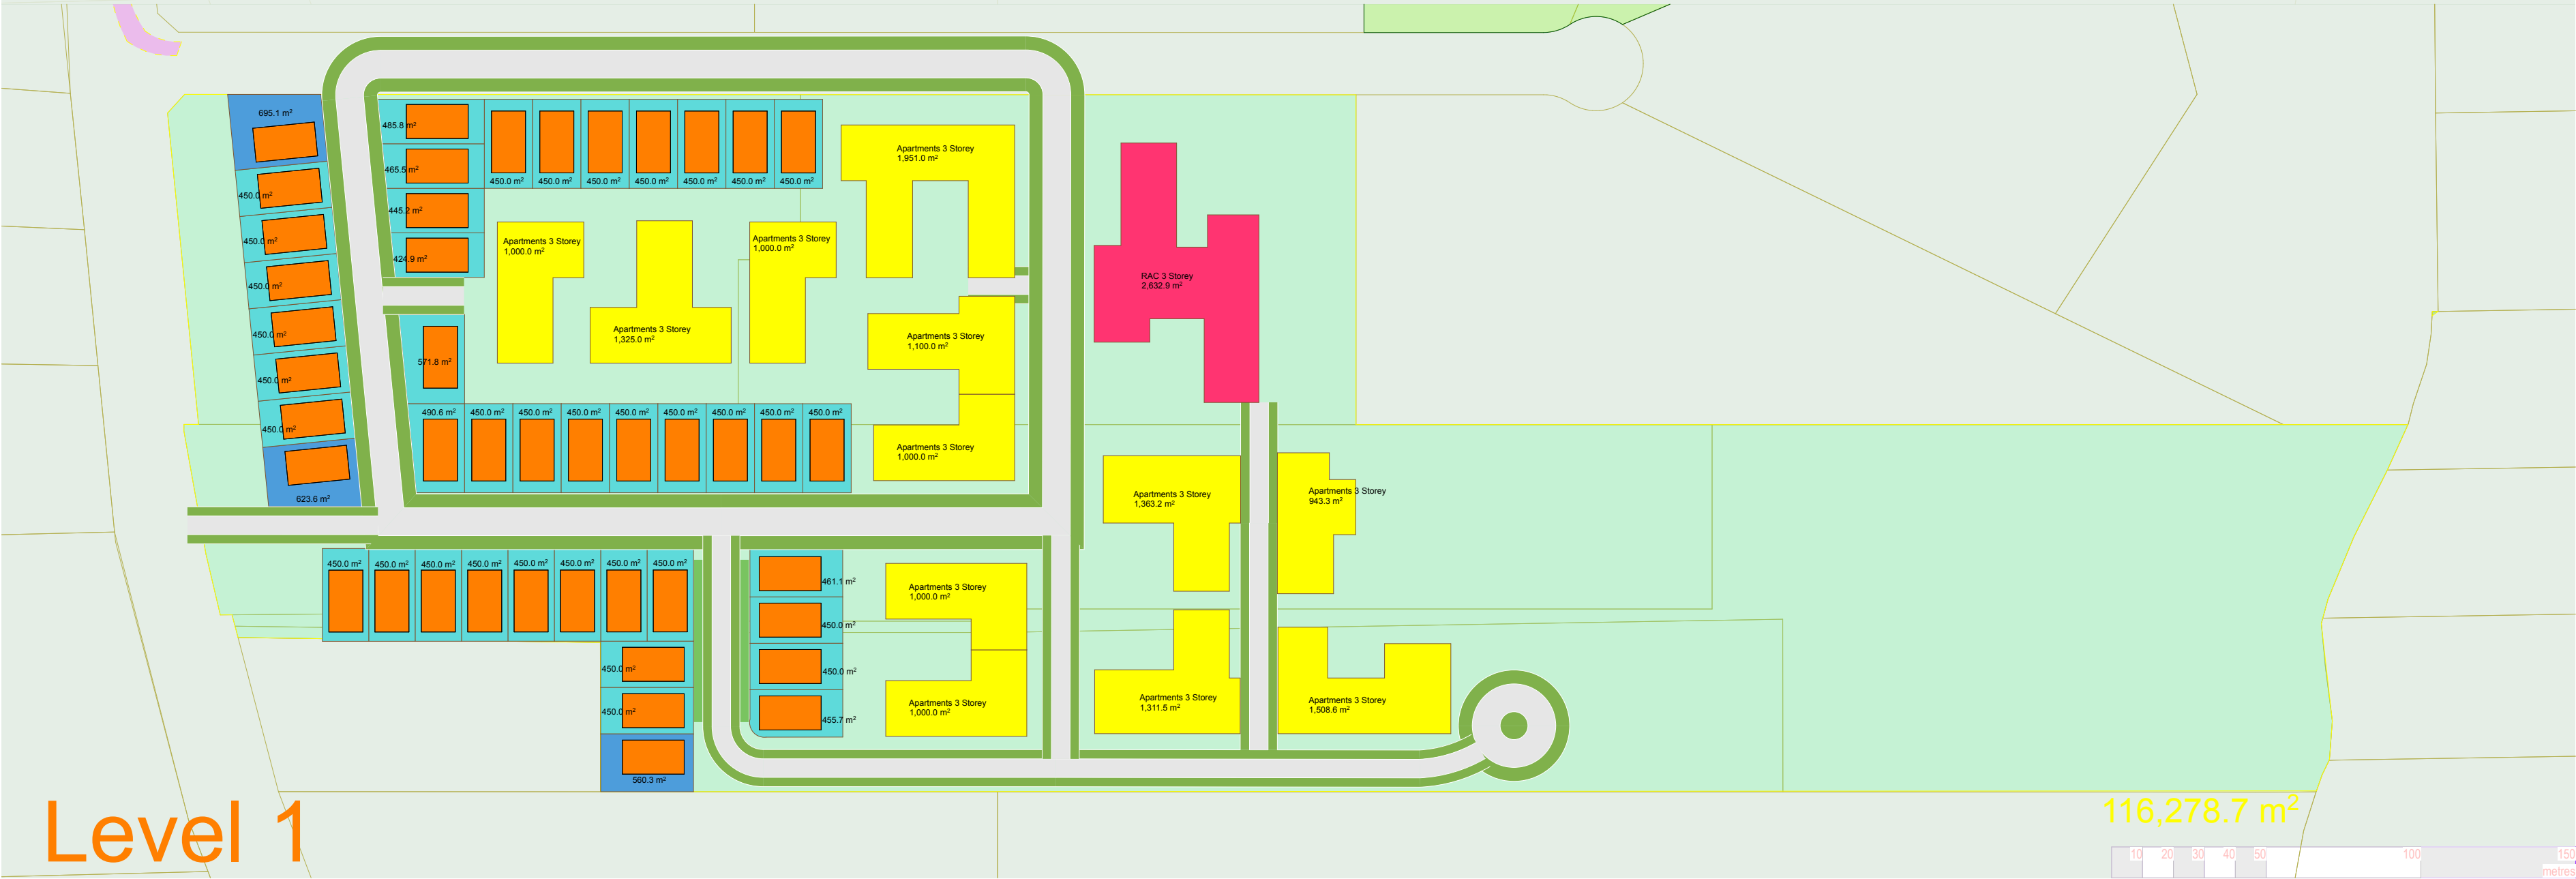 695.1 m²
450.0 m²
450.0 m²
450.0 m²
450.0 m²
450.0 m²
450.0 m²
623.6 m²
485.8 m²
465.5 m²
445.2 m²
424.9 m²
450.0 m²
450.0 m²
450.0 m²
450.0 m²
450.0 m²
450.0 m²
450.0 m²
Apartments 3 Storey
1,951.0 m²
Apartments 3 Storey
1,000.0 m²
Apartments 3 Storey
1,325.0 m²
Apartments 3 Storey
1,000.0 m²
Apartments 3 Storey
1,100.0 m²
Apartments 3 Storey
1,000.0 m²
RAC 3 Storey
2,632.9 m²
571.8 m²
490.6 m²
450.0 m²
450.0 m²
450.0 m²
450.0 m²
450.0 m²
450.0 m²
450.0 m²
450.0 m²
Apartments 3 Storey
1,363.2 m²
Apartments 3 Storey
943.3 m²
450.0 m²
450.0 m²
450.0 m²
450.0 m²
450.0 m²
450.0 m²
450.0 m²
450.0 m²
450.0 m²
450.0 m²
560.3 m²
461.1 m²
450.0 m²
450.0 m²
455.7 m²
Apartments 3 Storey
1,000.0 m²
Apartments 3 Storey
1,000.0 m²
Apartments 3 Storey
1,311.5 m²
Apartments 3 Storey
1,508.6 m²
Level 1
116,278.7 m²
10 20 30 40 50 100 150
metres